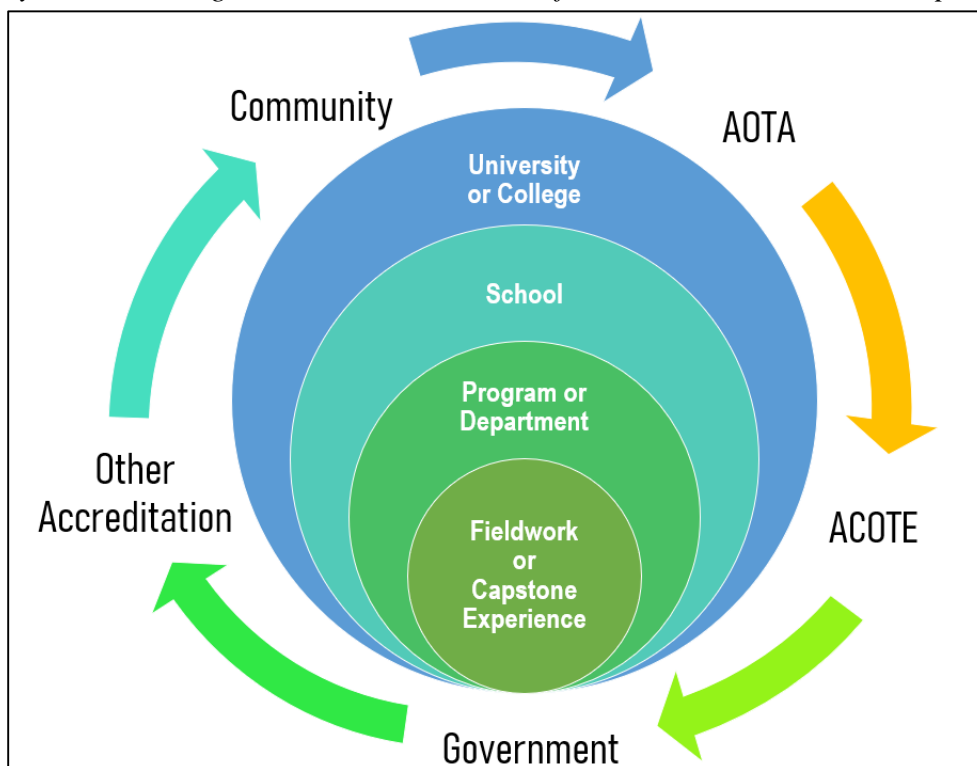 Community
AOTA
University
or College
School
Program or
Department
Other
Accreditation
ACOTE
Fieldwork
or
Capstone
Experience
Government